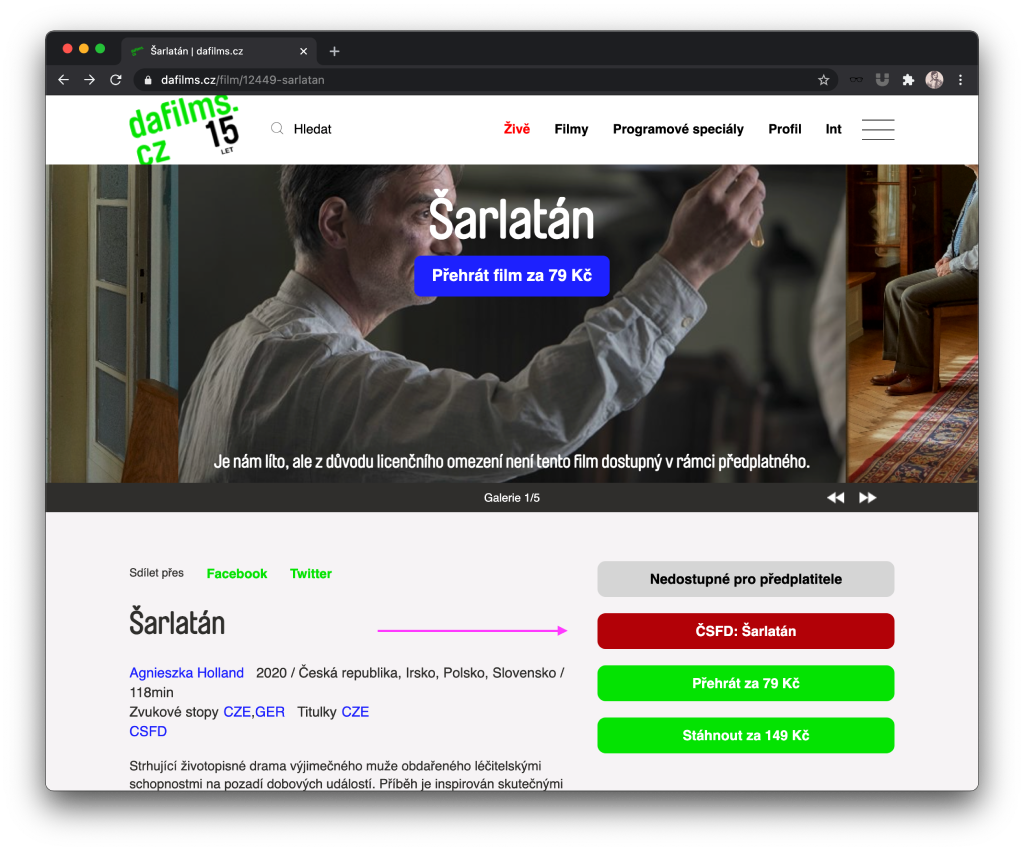 Šarlatán | dafilms.cz
dafilms.cz/film/12449-sarlatan
dafilms.
cz
15
LET
Hledat
Živě
Filmy
Programové speciály
Profil
Int
Šarlatán
Přehrát film za 79 Kč
Je nám líto, ale z důvodu licenčního omezení není tento film dostupný v rámci předplatného.
Galerie 1/5
Sdílet přes Facebook Twitter
Šarlatán
Agnieszka Holland 2020 / Česká republika, Irsko, Polsko, Slovensko /
118min
Zvukové stopy CZE,GER Titulky CZE
CSFD
Strhující životopisné drama výjimečného muže obdařeného léčitelskými
schopnostmi na pozadí dobových událostí. Příběh je inspirován skutečnými
Nedostupné pro předplatitele
ČSFD: Šarlatán
Přehrát za 79 Kč
Stáhnout za 149 Kč